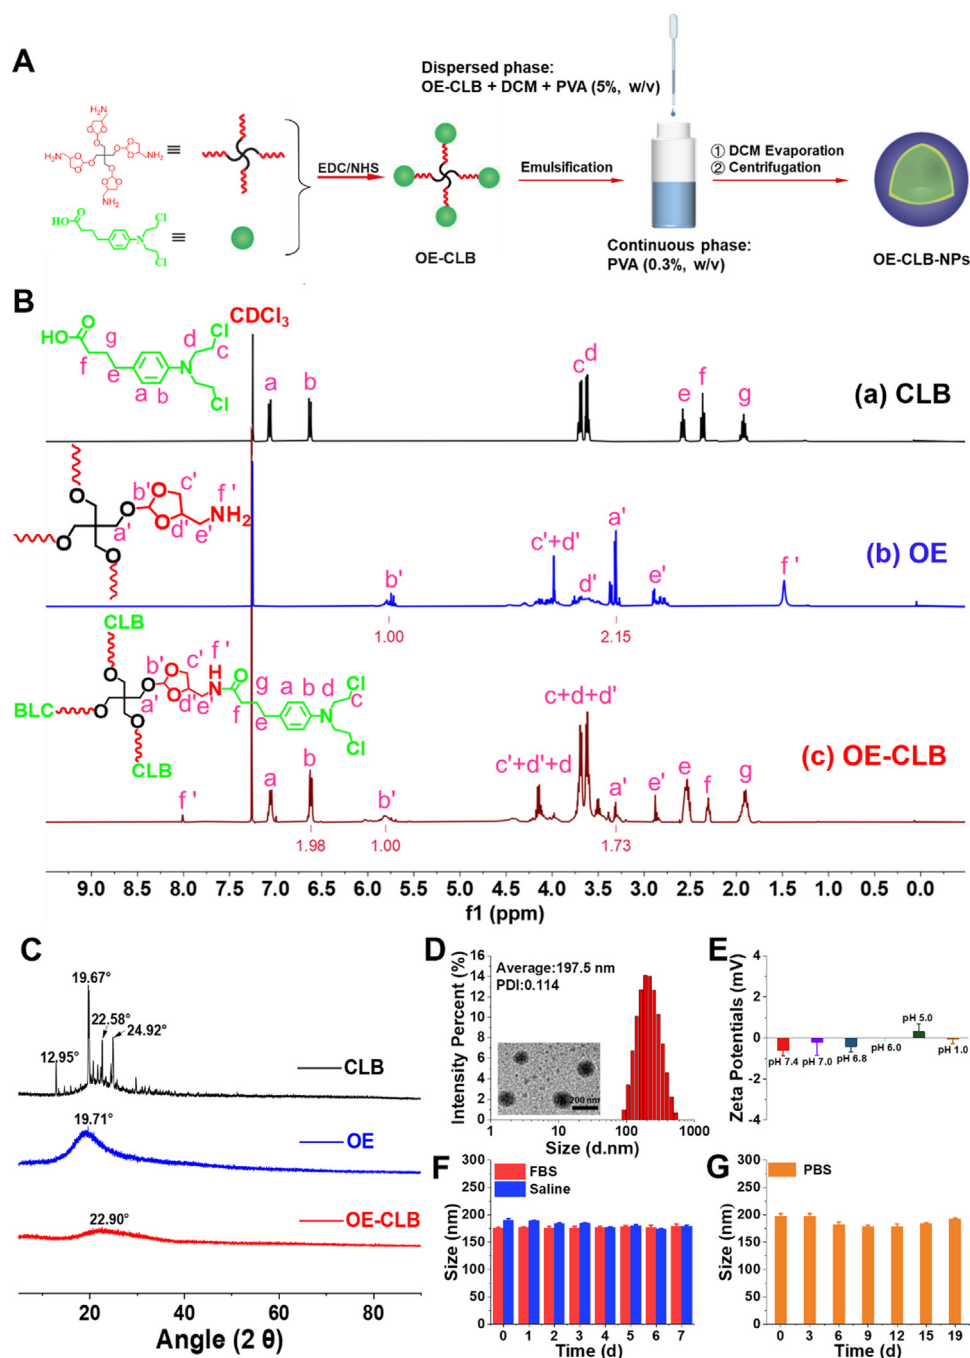 A
Dispersed phase:
OE-CLB + DCM + PVA (5%, w/v)
H₂N
NH₂
H₂N
NH₂
≡
EDC/NHS
OE-CLB
Emulsification
① DCM Evaporation
② Centrifugation
HO
O
N
Cl
Cl
≡
Continuous phase:
PVA (0.3%, w/v)
OE-CLB-NPs
B
CDCl₃
HO
O
g
f
e
a
b
N
d
c
Cl
Cl
a
b
c
d
e
f
g
(a) CLB
O
O
O
O
a'
b'
O
O
c'
d'
e'
f '
NH₂
b'
c'+d'
d'
a'
e'
f '
(b) OE
1.00
2.15
CLB
BLC
CLB
O
O
O
O
a'
b'
O
O
c'
d'
e'
f '
H
N
O
g
f
e
a
b
d
N
c
Cl
Cl
f '
a
b
b'
c'+d'+d
c+d+d'
a'
e'
e
f
g
(c) OE-CLB
1.98
1.00
1.73
9.0 8.5 8.0 7.5 7.0 6.5 6.0 5.5 5.0 4.5 4.0 3.5 3.0 2.5 2.0 1.5 1.0 0.5 0.0
f1 (ppm)
C
19.67°
22.58°
24.92°
12.95°
CLB
19.71°
OE
22.90°
OE-CLB
20 40 60 80
Angle (2 θ)
D
Average:197.5 nm
PDI:0.114
200 nm
Intensity Percent (%)
16
14
12
10
8
6
4
2
0
1 10 100 1000
Size (d.nm)
E
Zeta Potentials (mV)
4
2
0
-2
-4
pH 7.4
pH 7.0
pH 6.8
pH 6.0
pH 5.0
pH 1.0
F
FBS
Saline
Size (nm)
300
250
200
150
100
50
0
0 1 2 3 4 5 6 7
Time (d)
G
PBS
Size (nm)
300
250
200
150
100
50
0
0 3 6 9 12 15 19
Time (d)